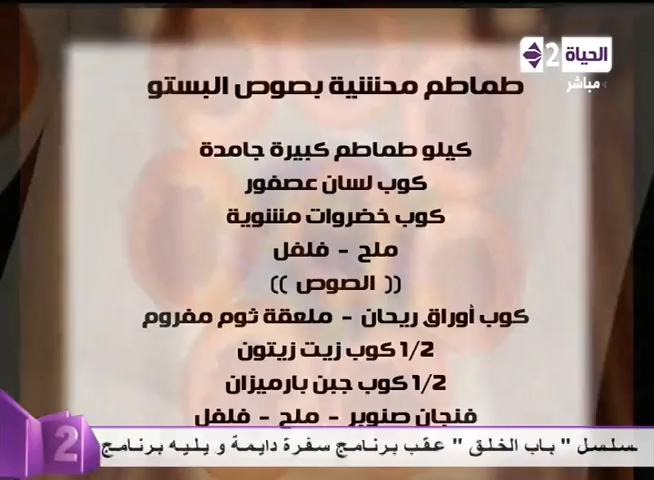 الحياة 2
مباشر
طماطم محشية بصوص البستو
كيلو طماطم كبيرة جامدة
كوب لسان عصفور
كوب خضروات مشوية
ملح - فلفل
(( الصوص ))
كوب أوراق ريحان - ملعقة ثوم مفروم
1/2 كوب زيت زيتون
1/2 كوب جبن بارميزان
فنجان صنوبر - ملح - فلفل
سلسل " باب الخلق " عقب برنامج سفرة دايمة و يليه برنامج
2